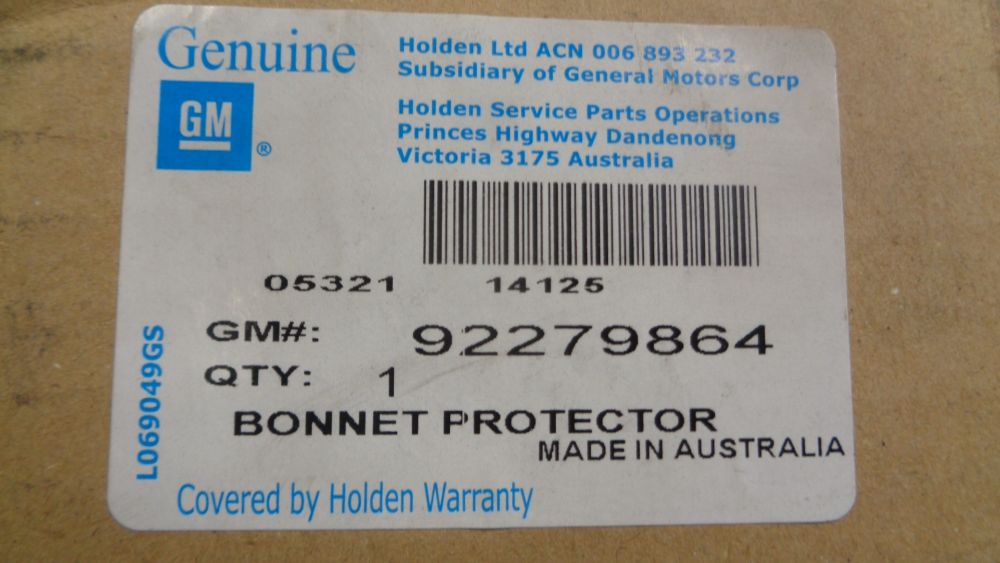 Genuine
GM
®
Holden Ltd ACN 006 893 232
Subsidiary of General Motors Corp
Holden Service Parts Operations
Princes Highway Dandenong
Victoria 3175 Australia
05321 14125
GM#: 92279864
QTY: 1
BONNET PROTECTOR
MADE IN AUSTRALIA
L069049GS
Covered by Holden Warranty